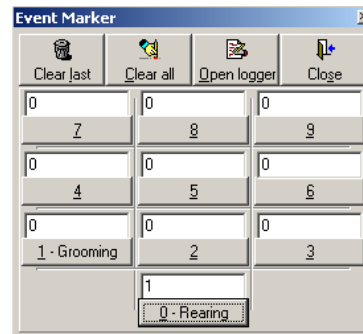 Event Marker
Clear last Clear all Open logger Close
0 0 0
7 8 9
0 0 0
4 5 6
0 0 0
1 - Grooming 2 3
1
0 - Rearing